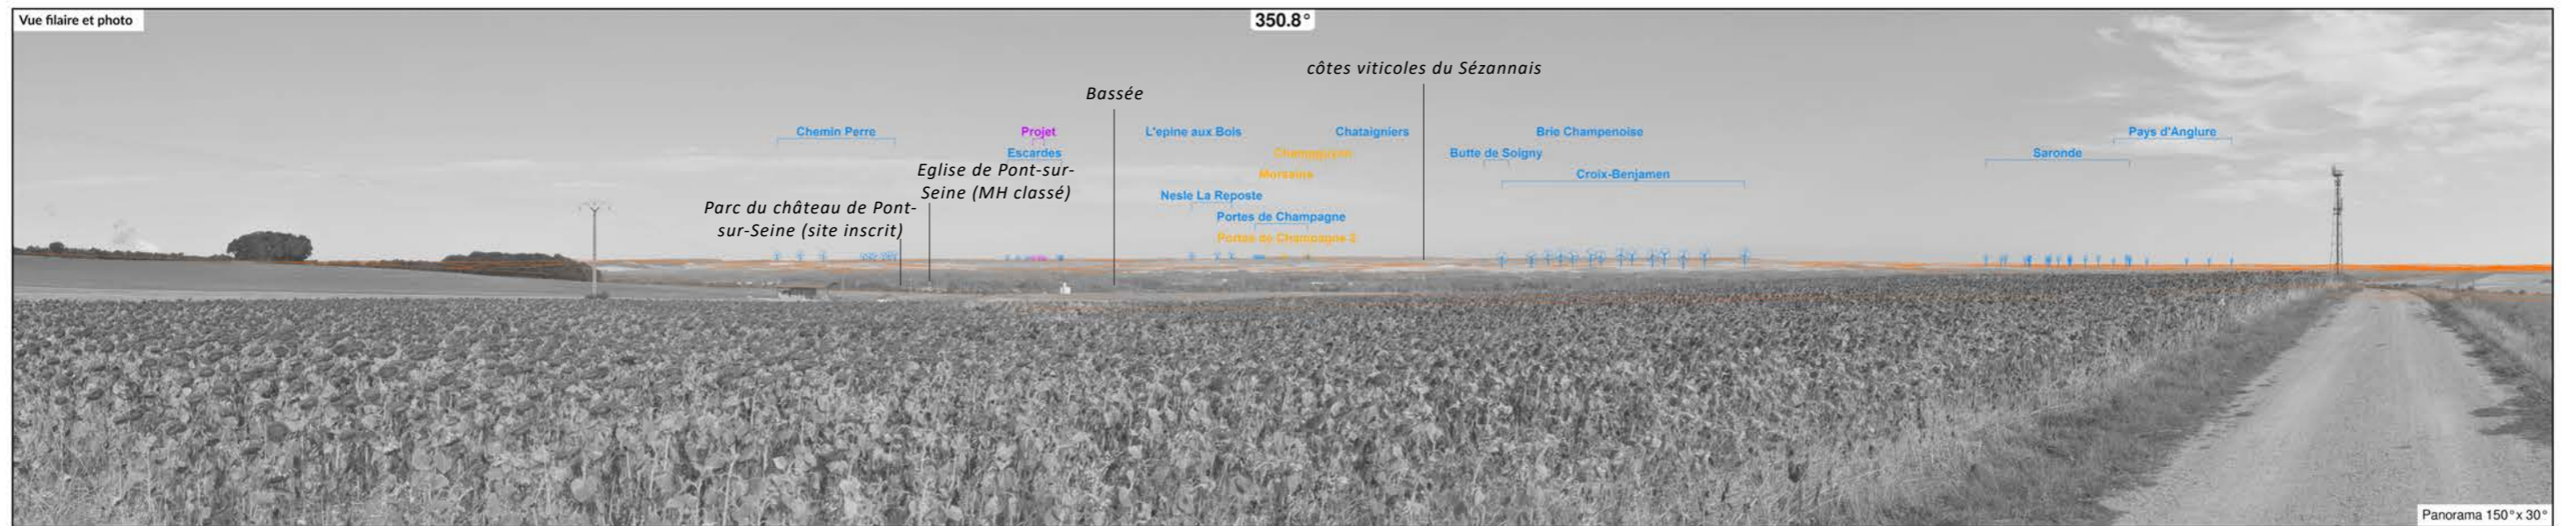 Vue filaire et photo
350.8°
côtes viticoles du Sézannais
Bassée
Chemin Perre
Projet
L'epine aux Bois
Chataigniers
Brie Champenoise
Pays d'Anglure
Escardes
Champguyon
Butte de Soigny
Saronde
Eglise de Pont-sur-
Seine (MH classé)
Morsains
Croix-Benjamen
Nesle La Reposte
Parc du château de Pont-
sur-Seine (site inscrit)
Portes de Champagne
Portes de Champagne 2
Panorama 150°x 30°